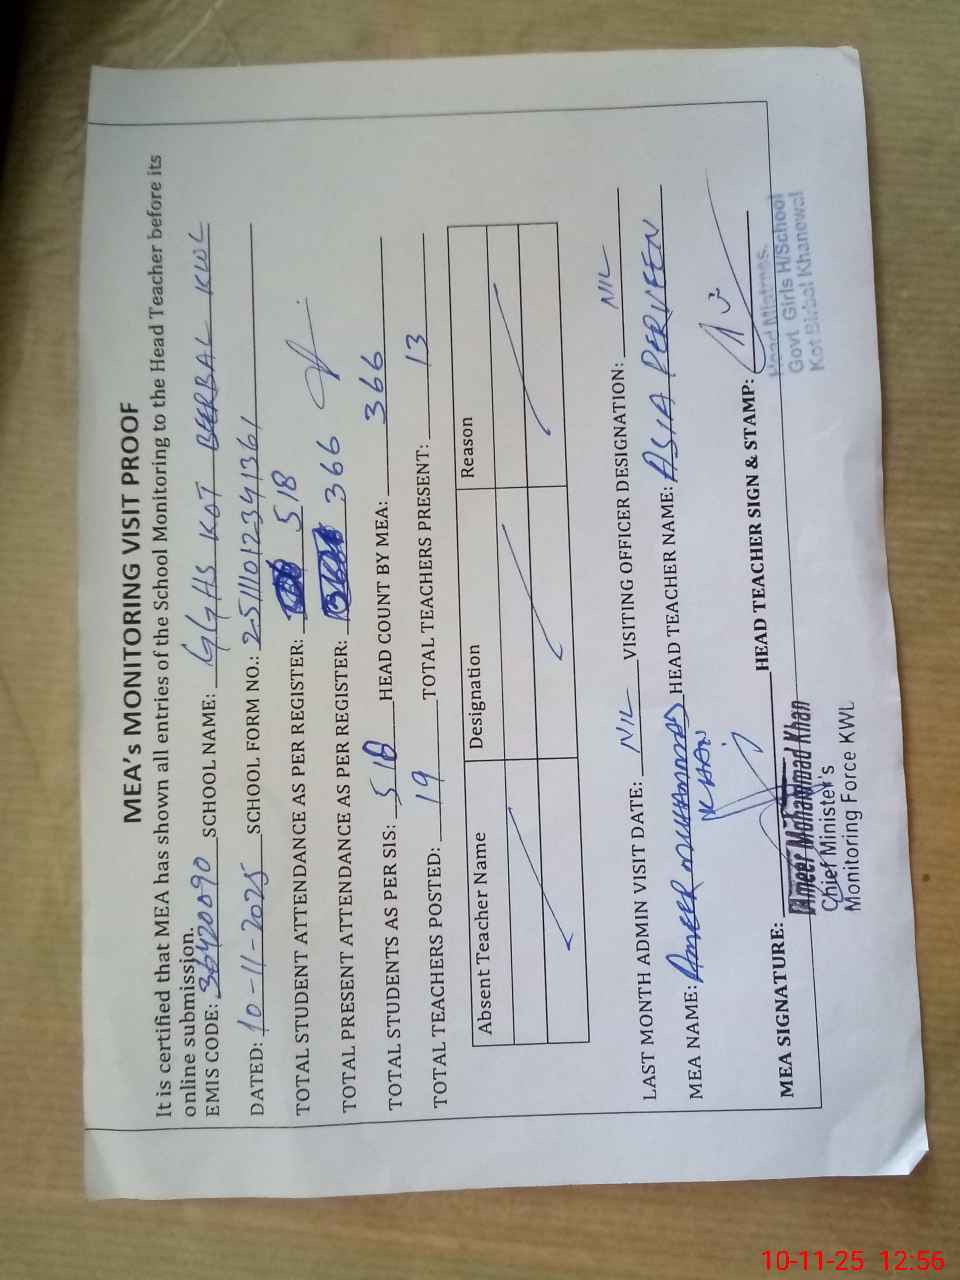 MEA's MONITORING VISIT PROOF
It is certified that MEA has shown all entries of the School Monitoring to the Head Teacher before its
online submission.
EMIS CODE: 36420090 SCHOOL NAME: GGHS KOT BEERBAL KWL
DATED: 10-11-2025 SCHOOL FORM NO.: 251111012341361
TOTAL STUDENT ATTENDANCE AS PER REGISTER: 518
TOTAL PRESENT ATTENDANCE AS PER REGISTER: 366
TOTAL STUDENTS AS PER SIS: 518 HEAD COUNT BY MEA: 366
TOTAL TEACHERS POSTED: 19 TOTAL TEACHERS PRESENT: 13
Absent Teacher Name Designation Reason
LAST MONTH ADMIN VISIT DATE: NIL VISITING OFFICER DESIGNATION: NIL
MEA NAME: AMEER MUHAMMAD KHAN HEAD TEACHER NAME: ASIA PERVEEN
MEA SIGNATURE: HEAD TEACHER SIGN & STAMP:
Ameer Mohammad Khan
Chief Minister's
Monitoring Force KWL
Head Mistress,
Govt Girls H/School
Kot Birbal Khanewal
10-11-25 12:56